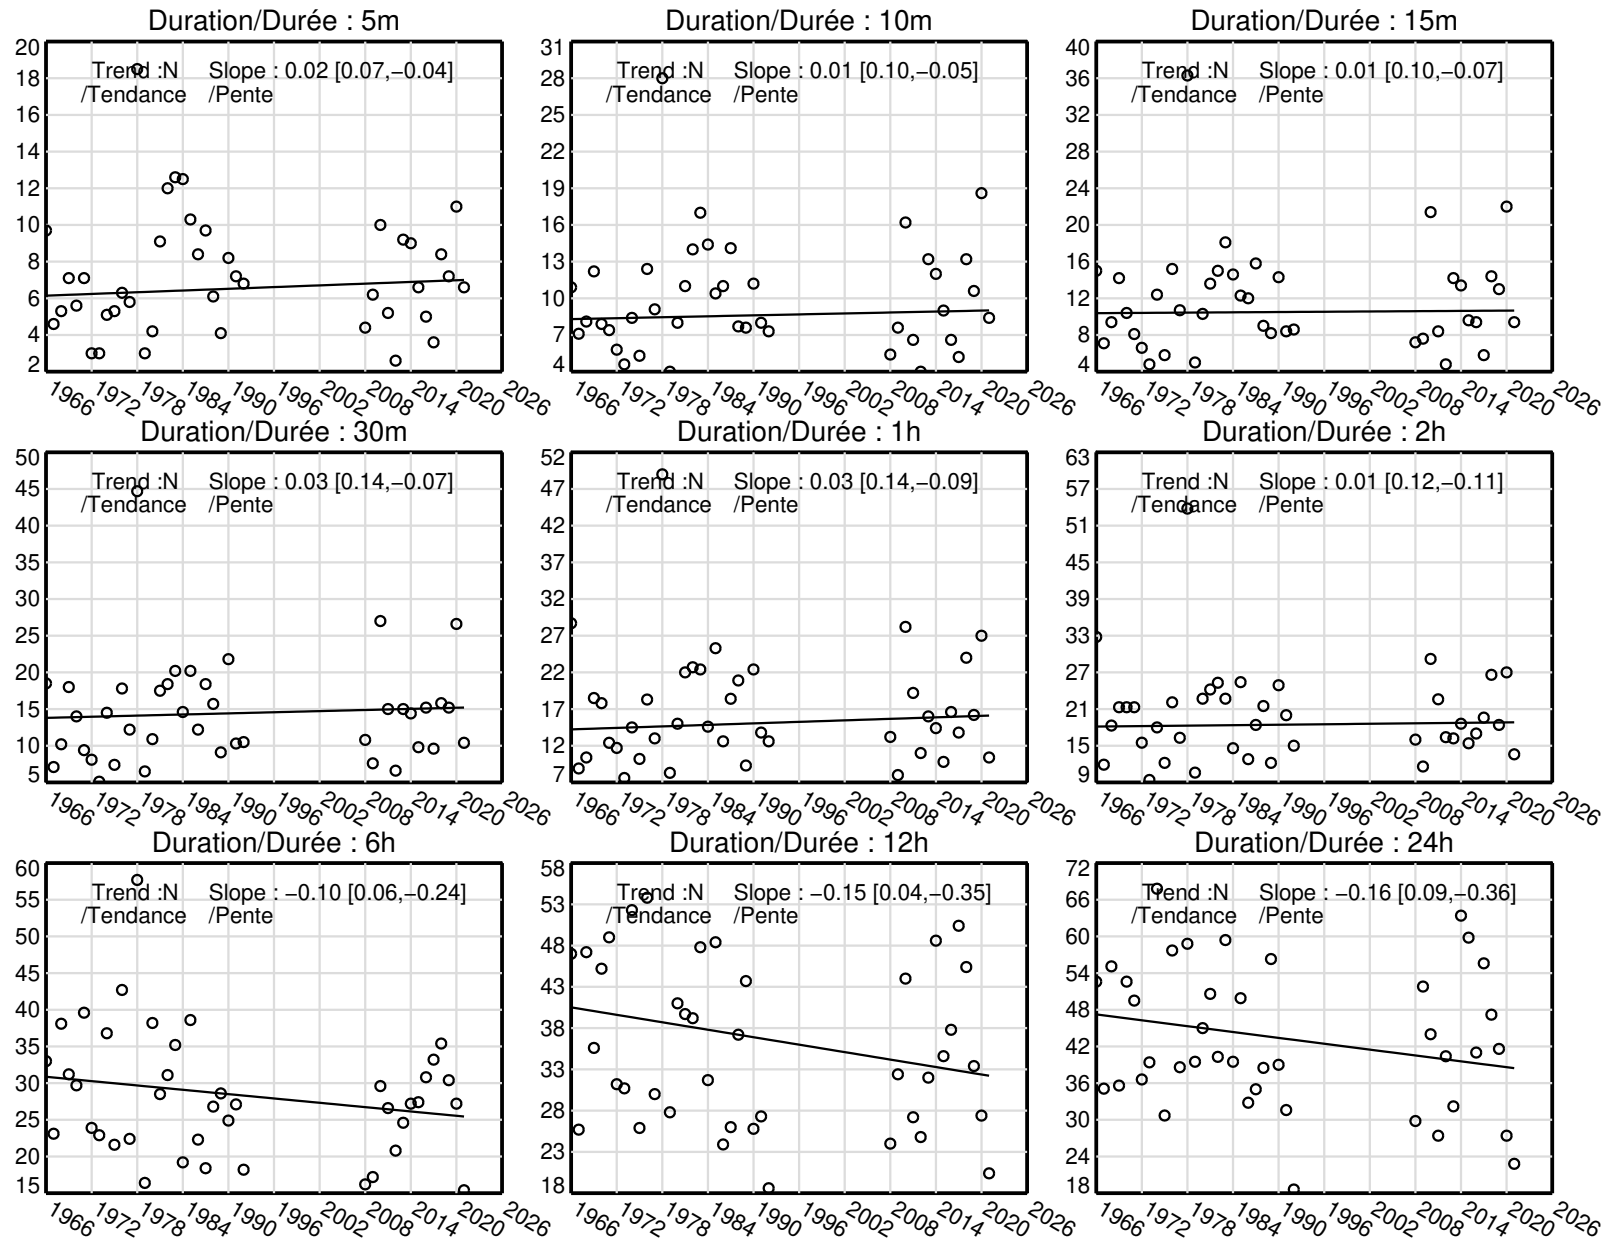 Duration/Durée : 5m
Trend :N Slope : 0.02 [0.07,−0.04]
/Tendance /Pente
20
18
16
14
12
10
8
6
4
2
1966 1972 1978 1984 1990 1996 2002 2008 2014 2020 2026
Duration/Durée : 10m
Trend :N Slope : 0.01 [0.10,−0.05]
/Tendance /Pente
31
28
25
22
19
16
13
10
7
4
1966 1972 1978 1984 1990 1996 2002 2008 2014 2020 2026
Duration/Durée : 15m
Trend :N Slope : 0.01 [0.10,−0.07]
/Tendance /Pente
40
36
32
28
24
20
16
12
8
4
1966 1972 1978 1984 1990 1996 2002 2008 2014 2020 2026
Duration/Durée : 30m
Trend :N Slope : 0.03 [0.14,−0.07]
/Tendance /Pente
50
45
40
35
30
25
20
15
10
5
1966 1972 1978 1984 1990 1996 2002 2008 2014 2020 2026
Duration/Durée : 1h
Trend :N Slope : 0.03 [0.14,−0.09]
/Tendance /Pente
52
47
42
37
32
27
22
17
12
7
1966 1972 1978 1984 1990 1996 2002 2008 2014 2020 2026
Duration/Durée : 2h
Trend :N Slope : 0.01 [0.12,−0.11]
/Tendance /Pente
63
57
51
45
39
33
27
21
15
9
1966 1972 1978 1984 1990 1996 2002 2008 2014 2020 2026
Duration/Durée : 6h
Trend :N Slope : −0.10 [0.06,−0.24]
/Tendance /Pente
60
55
50
45
40
35
30
25
20
15
1966 1972 1978 1984 1990 1996 2002 2008 2014 2020 2026
Duration/Durée : 12h
Trend :N Slope : −0.15 [0.04,−0.35]
/Tendance /Pente
58
53
48
43
38
33
28
23
18
1966 1972 1978 1984 1990 1996 2002 2008 2014 2020 2026
Duration/Durée : 24h
Trend :N Slope : −0.16 [0.09,−0.36]
/Tendance /Pente
72
66
60
54
48
42
36
30
24
18
1966 1972 1978 1984 1990 1996 2002 2008 2014 2020 2026